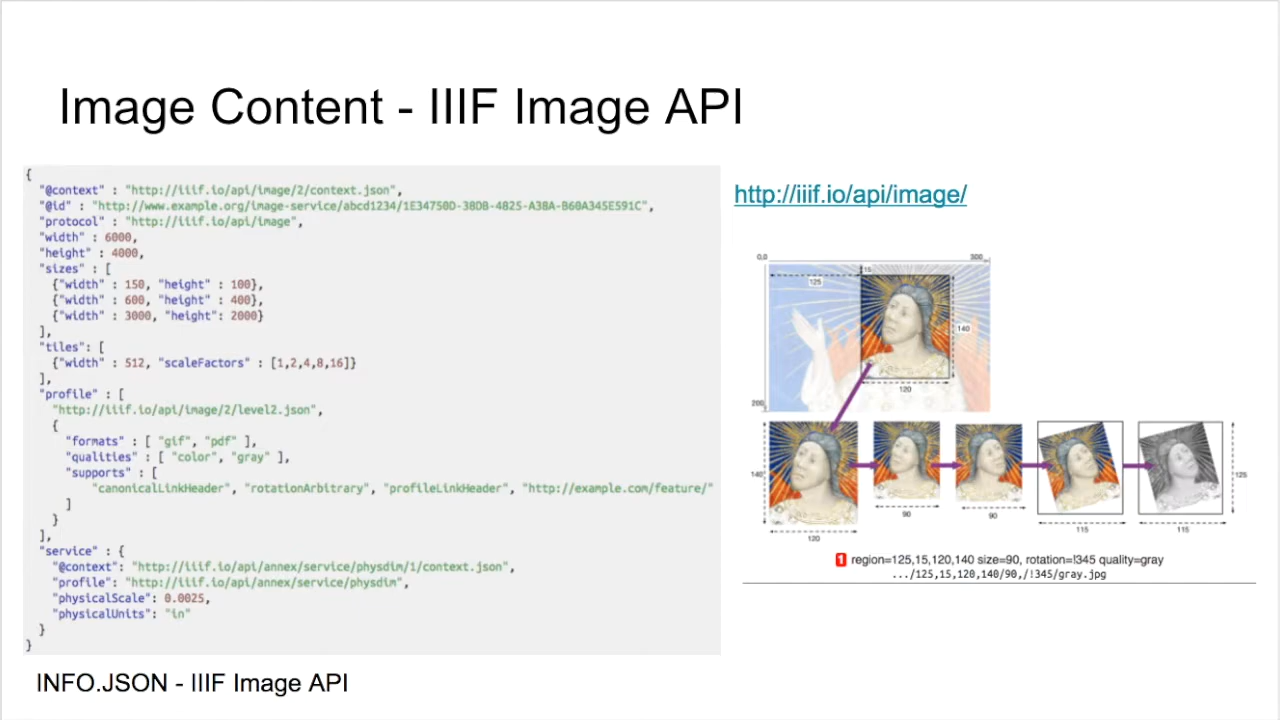 Image Content - IIIF Image API
{
"@context" : "http://iiif.io/api/image/2/context.json",
"@id" : "http://www.example.org/image-service/abcd1234/1E34750D-38DB-4825-A38A-B60A345E591C",
"protocol" : "http://iiif.io/api/image",
"width" : 6000,
"height" : 4000,
"sizes" : [
{"width" : 150, "height" : 100},
{"width" : 600, "height" : 400},
{"width" : 3000, "height": 2000}
],
"tiles": [
{"width" : 512, "scaleFactors" : [1,2,4,8,16]}
],
"profile" : [
"http://iiif.io/api/image/2/level2.json",
{
"formats" : [ "gif", "pdf" ],
"qualities" : [ "color", "gray" ],
"supports" : [
"canonicalLinkHeader", "rotationArbitrary", "profileLinkHeader", "http://example.com/feature/"
]
}
],
"service" : {
"@context": "http://iiif.io/api/annex/service/physdim/1/context.json",
"profile": "http://iiif.io/api/annex/service/physdim",
"physicalScale": 0.0025,
"physicalUnits": "in"
}
}
INFO.JSON - IIIF Image API
http://iiif.io/api/image/
0,0
300
15
125
140
120
200
140
120
90
90
115
115
125
1 region=125,15,120,140 size=90, rotation=!345 quality=gray
.../125,15,120,140/90,/!345/gray.jpg